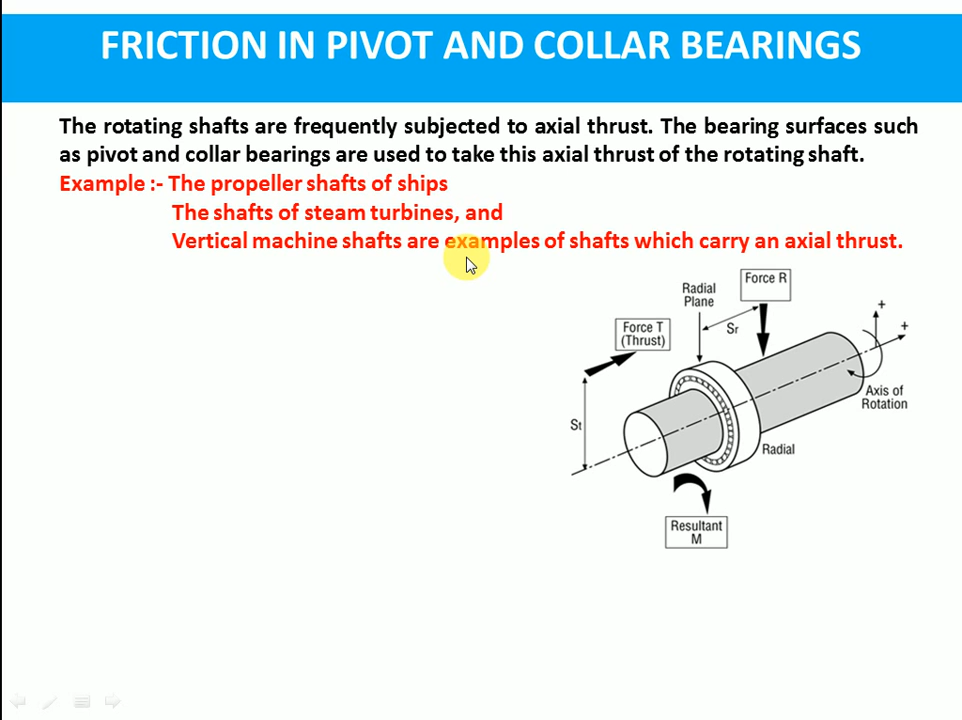 FRICTION IN PIVOT AND COLLAR BEARINGS
The rotating shafts are frequently subjected to axial thrust. The bearing surfaces such
as pivot and collar bearings are used to take this axial thrust of the rotating shaft.
Example :- The propeller shafts of ships
The shafts of steam turbines, and
Vertical machine shafts are examples of shafts which carry an axial thrust.
Force R
Radial
Plane
Sr
Force T
(Thrust)
+
+
Axis of
Rotation
St
Radial
Resultant
M